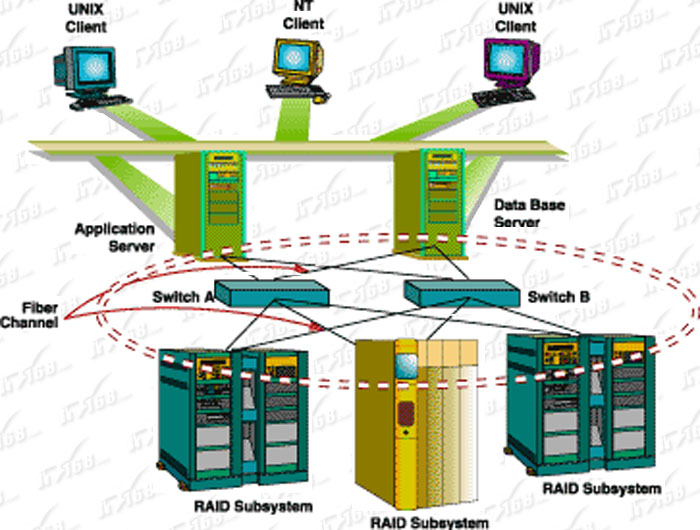 UNIX
Client
NT
Client
UNIX
Client
Application
Server
Data Base
Server
Switch A
Switch B
Fiber
Channel
RAID Subsystem
RAID Subsystem
RAID Subsystem